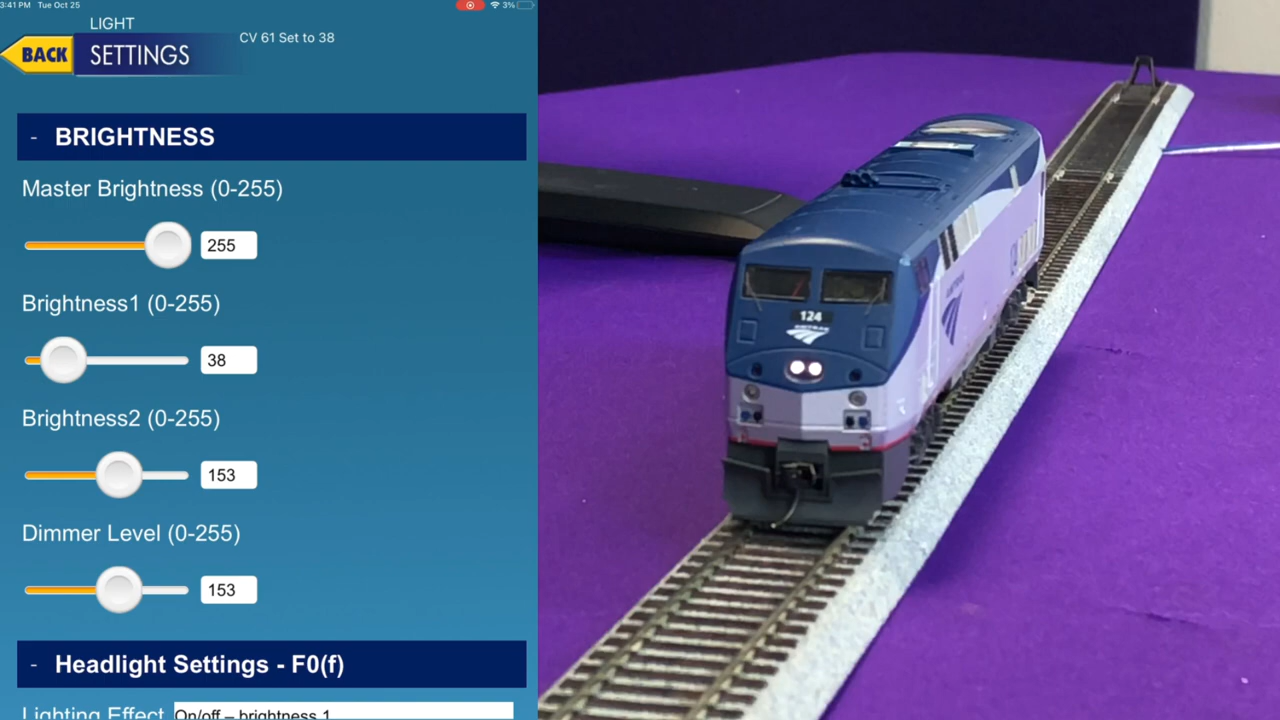 3:41 PM Tue Oct 25
3%
LIGHT
BACK
SETTINGS
CV 61 Set to 38
- BRIGHTNESS
Master Brightness (0-255)
255
Brightness1 (0-255)
38
Brightness2 (0-255)
153
Dimmer Level (0-255)
153
- Headlight Settings - F0(f)
Lighting Effect
On/off – brightness 1
124